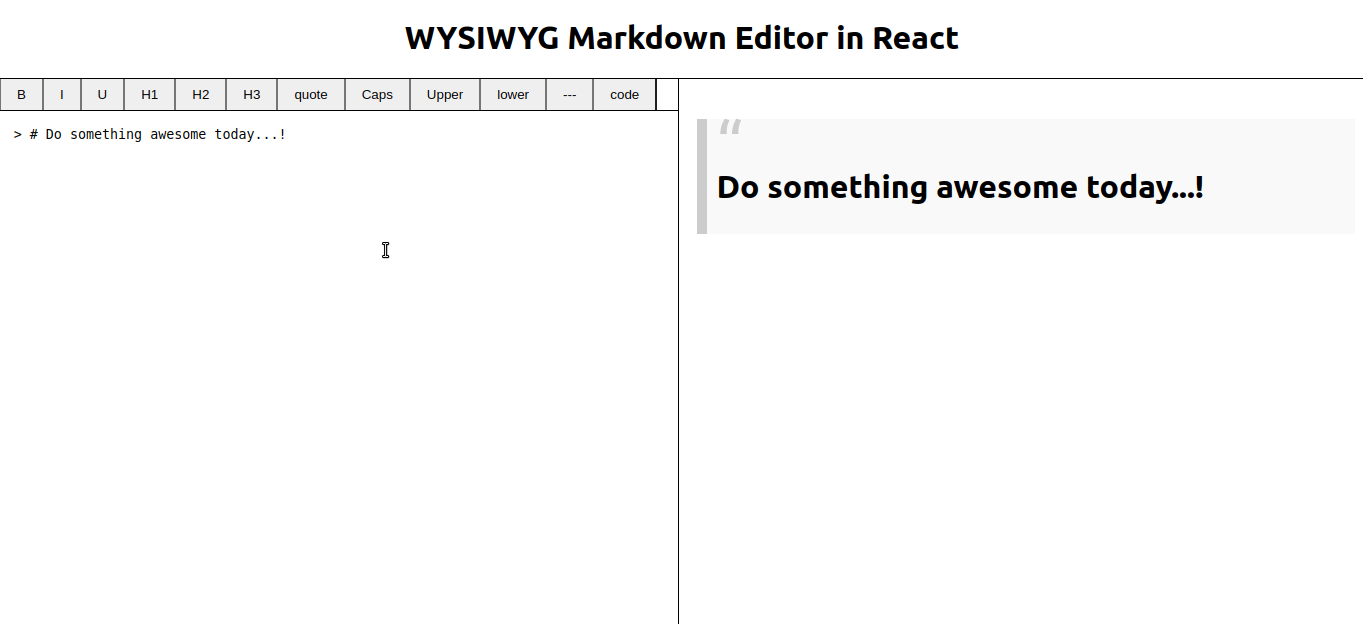 WYSIWYG Markdown Editor in React
B I U H1 H2 H3 quote Caps Upper lower --- code
> # Do something awesome today...!
“
Do something awesome today...!